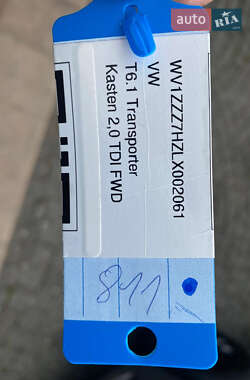 AUTO RIA
WV1ZZZ7HZLX002061
VW
T6.1 Transporter
Kasten 2,0 TDI FWD
811